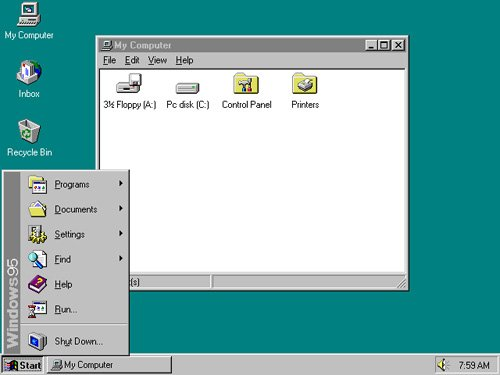 My Computer
Inbox
Recycle Bin
My Computer
File Edit View Help
3½ Floppy (A:) Pc disk (C:) Control Panel Printers
(s)
Programs
Documents
Settings
Find
Help
Run...
Shut Down...
Windows95
Start My Computer 7:59 AM